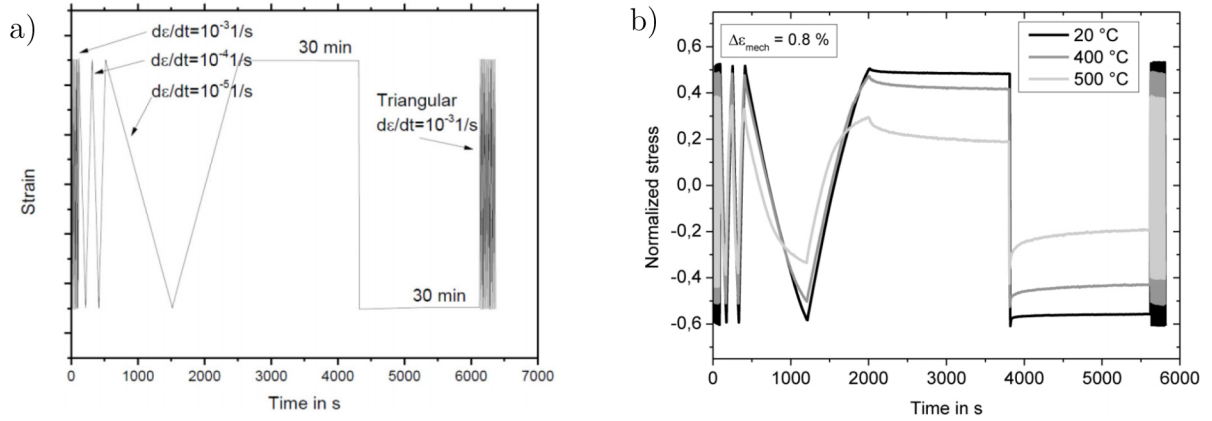 a)
dε/dt=10⁻³1/s
dε/dt=10⁻⁴1/s
dε/dt=10⁻⁵1/s
30 min
Triangular
dε/dt=10⁻³1/s
30 min
Strain
0 1000 2000 3000 4000 5000 6000 7000
Time in s
b)
Δε_mech = 0.8 %
20 °C
400 °C
500 °C
0,6
0,4
0,2
0,0
-0,2
-0,4
-0,6
Normalized stress
0 1000 2000 3000 4000 5000 6000
Time in s